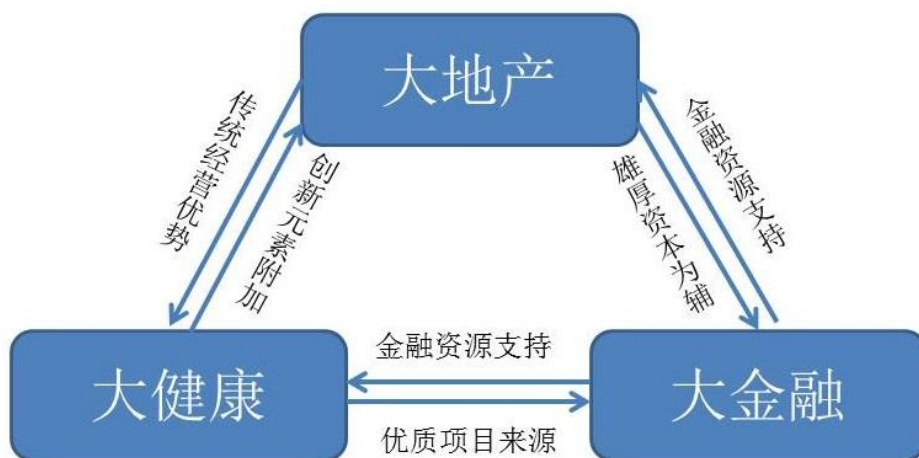 大地产
传统经营优势
创新元素附加
雄厚资本为辅
金融资源支持
金融资源支持
大健康
大金融
优质项目来源